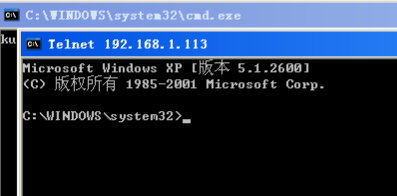 C:\WINDOWS\system32\cmd.exe
ku
Telnet 192.168.1.113
Microsoft Windows XP [版本 5.1.2600]
(C) 版权所有 1985-2001 Microsoft Corp.
C:\WINDOWS\system32>_